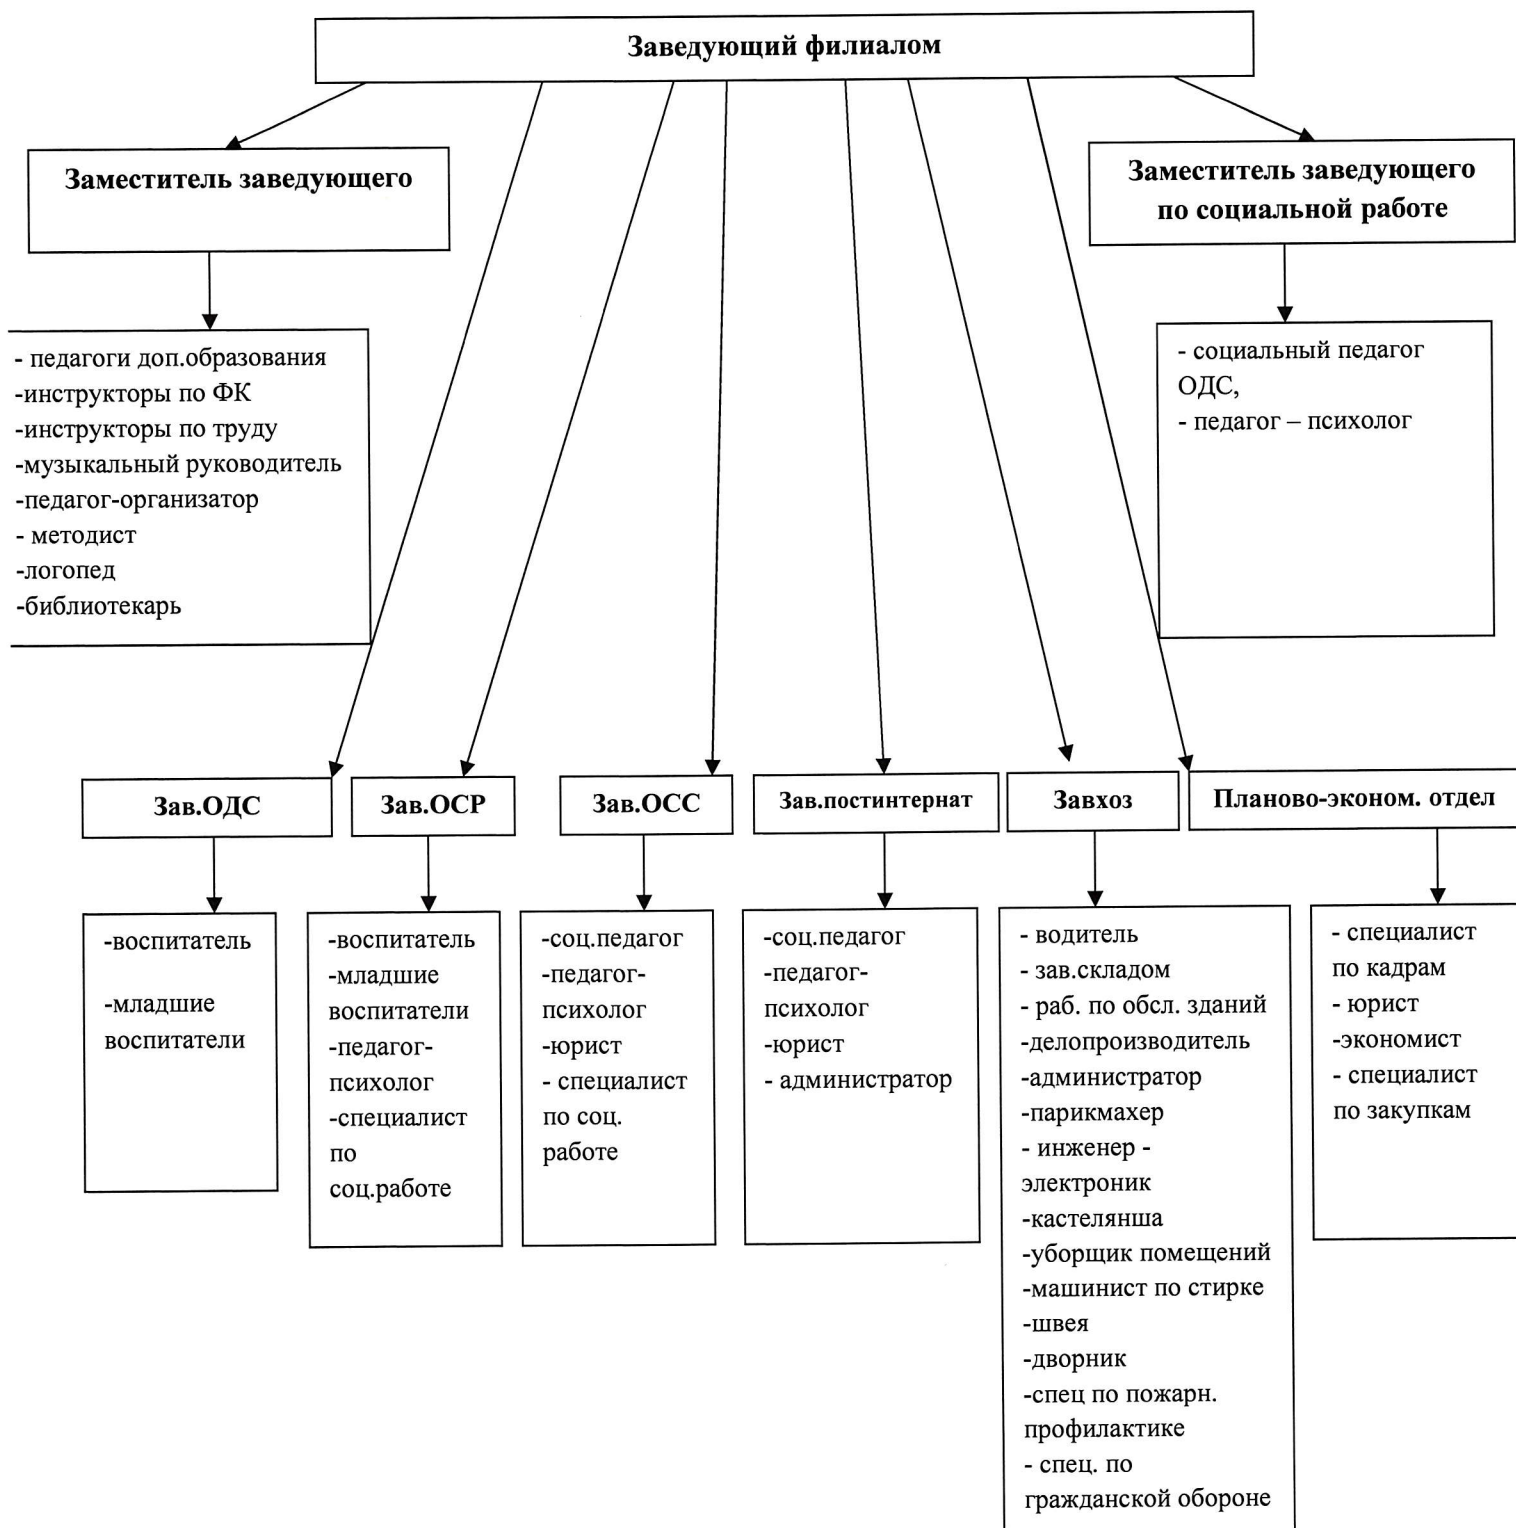 Заведующий филиалом
Заместитель заведующего
Заместитель заведующего
по социальной работе
- педагоги доп.образования
-инструкторы по ФК
-инструкторы по труду
-музыкальный руководитель
-педагог-организатор
- методист
-логопед
-библиотекарь
- социальный педагог
ОДС,
- педагог – психолог
Зав.ОДС
Зав.ОСР
Зав.ОСС
Зав.постинтернат
Завхоз
Планово-эконом. отдел
-воспитатель
-младшие
воспитатели
-воспитатель
-младшие
воспитатели
-педагог-
психолог
-специалист
по
соц.работе
-соц.педагог
-педагог-
психолог
-юрист
- специалист
по соц.
работе
-соц.педагог
-педагог-
психолог
-юрист
- администратор
- водитель
- зав.складом
- раб. по обсл. зданий
-делопроизводитель
-администратор
-парикмахер
- инженер -
электроник
-кастелянша
-уборщик помещений
-машинист по стирке
-швея
-дворник
-спец по пожарн.
профилактике
- спец. по
гражданской обороне
- специалист
по кадрам
- юрист
-экономист
- специалист
по закупкам